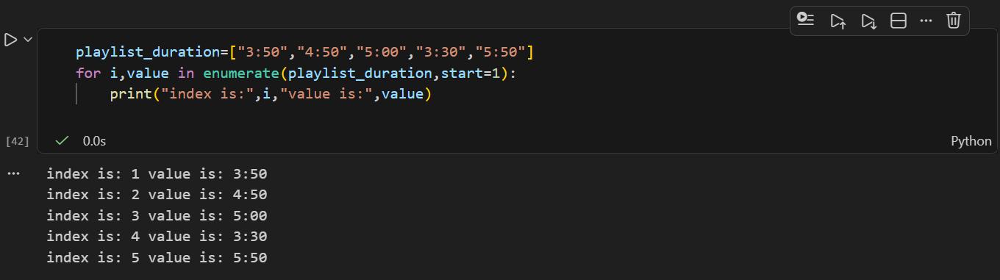 playlist_duration=["3:50","4:50","5:00","3:30","5:50"]
for i,value in enumerate(playlist_duration,start=1):
    print("index is:",i,"value is:",value)
[42] 0.0s Python
index is: 1 value is: 3:50
index is: 2 value is: 4:50
index is: 3 value is: 5:00
index is: 4 value is: 3:30
index is: 5 value is: 5:50